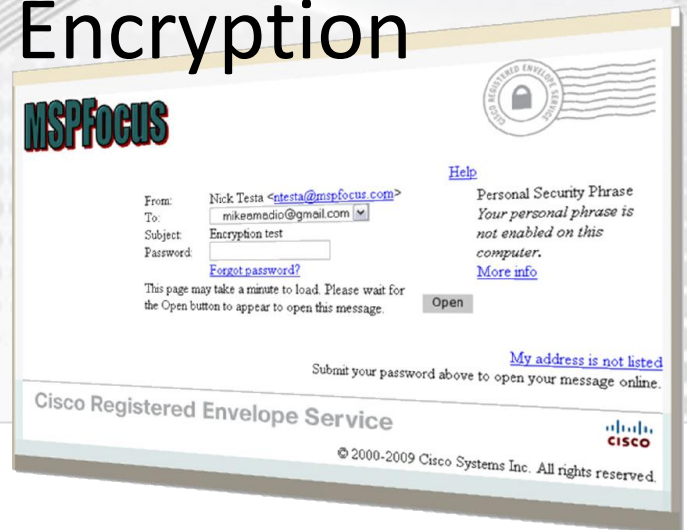 Encryption
MSPFocus
CISCO REGISTERED ENVELOPE SERVICE
Help
From: Nick Testa <ntesta@mspfocus.com>
To: mikeamadio@gmail.com
Subject: Encryption test
Password:
Forgot password?
Personal Security Phrase
Your personal phrase is
not enabled on this
computer.
More info
This page may take a minute to load. Please wait for
the Open button to appear to open this message.
Open
My address is not listed
Submit your password above to open your message online.
Cisco Registered Envelope Service
CISCO
© 2000-2009 Cisco Systems Inc. All rights reserved.